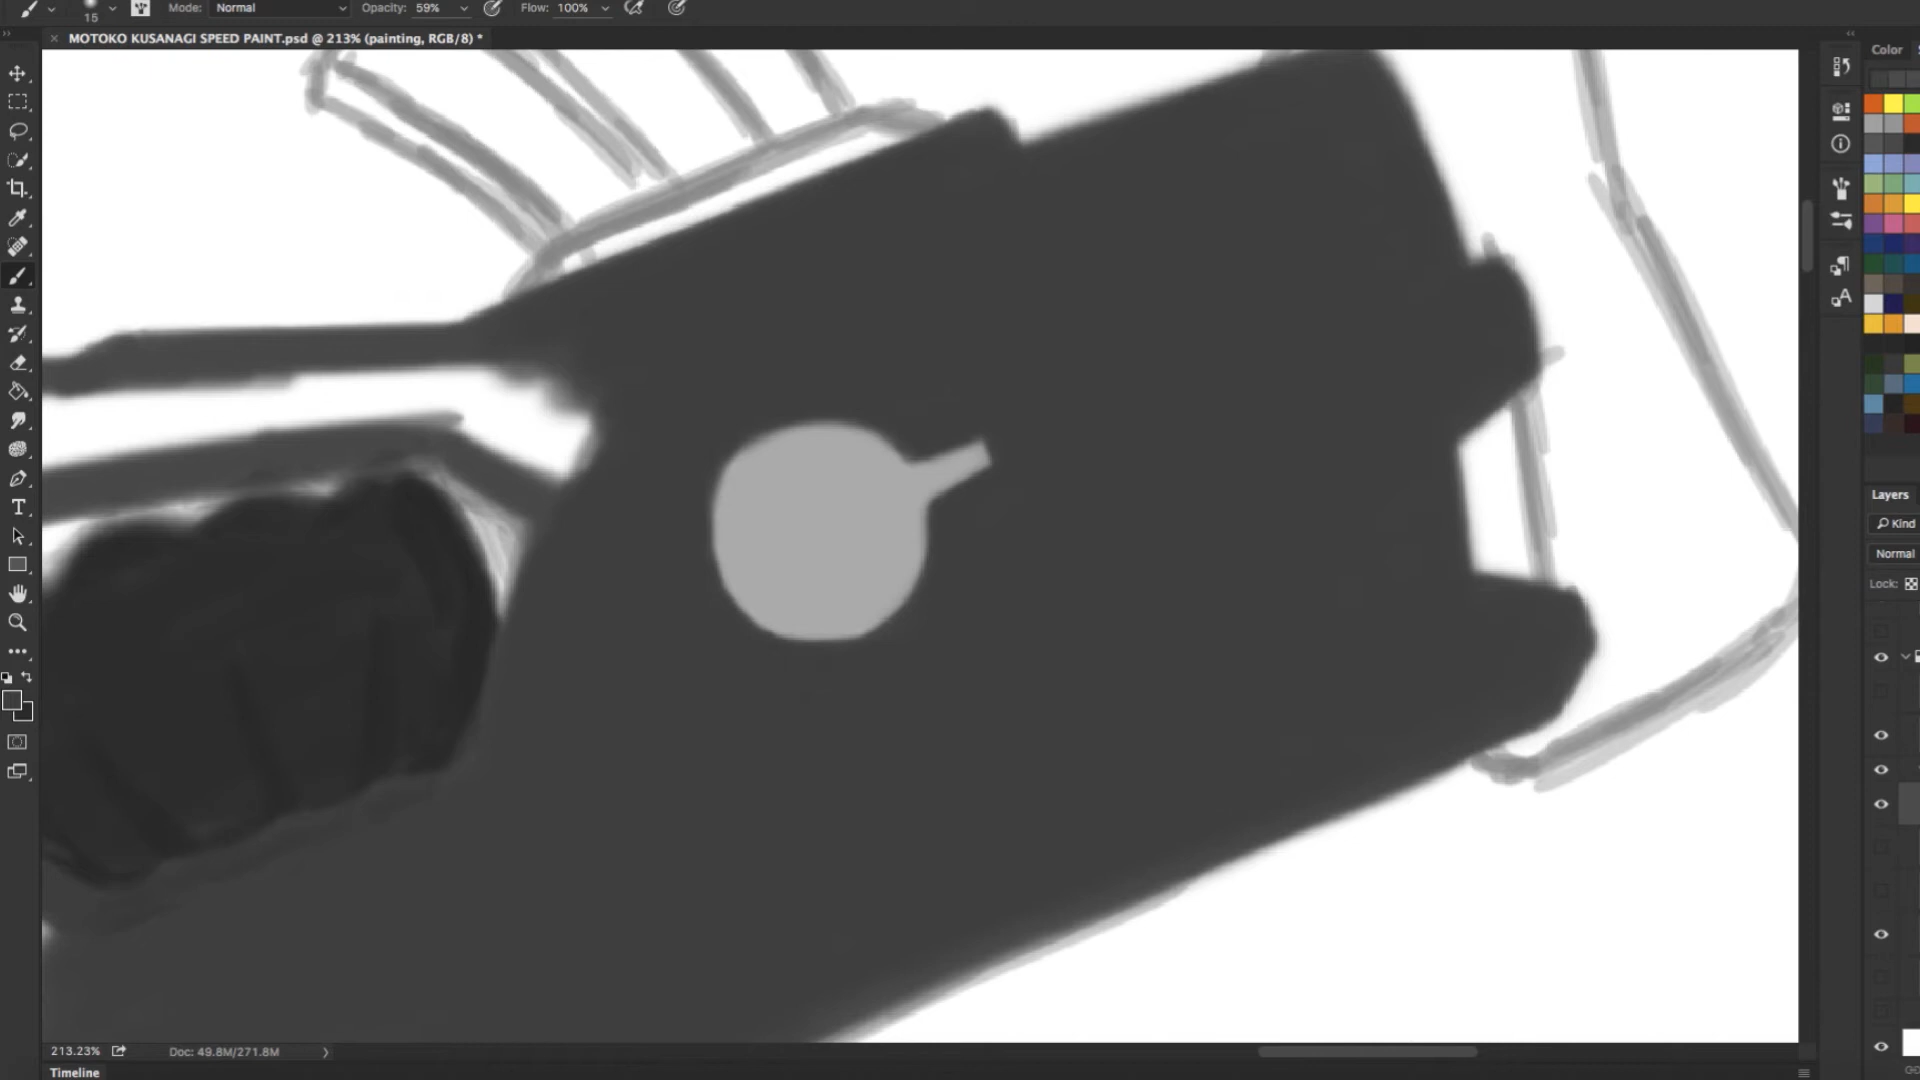 15 Mode: Normal Opacity: 59% Flow: 100%
× MOTOKO KUSANAGI SPEED PAINT.psd @ 213% (painting, RGB/8) *
Color
Layers
Kind
Normal
Lock:
213.23% Doc: 49.8M/271.8M
Timeline